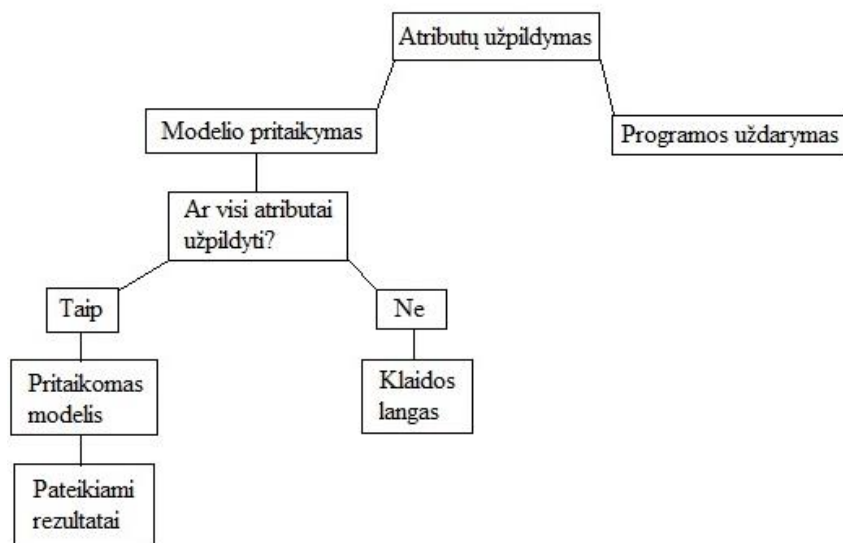 Atributų užpildymas
Modelio pritaikymas
Programos uždarymas
Ar visi atributai
užpildyti?
Taip
Ne
Pritaikomas
modelis
Klaidos
langas
Pateikiami
rezultatai